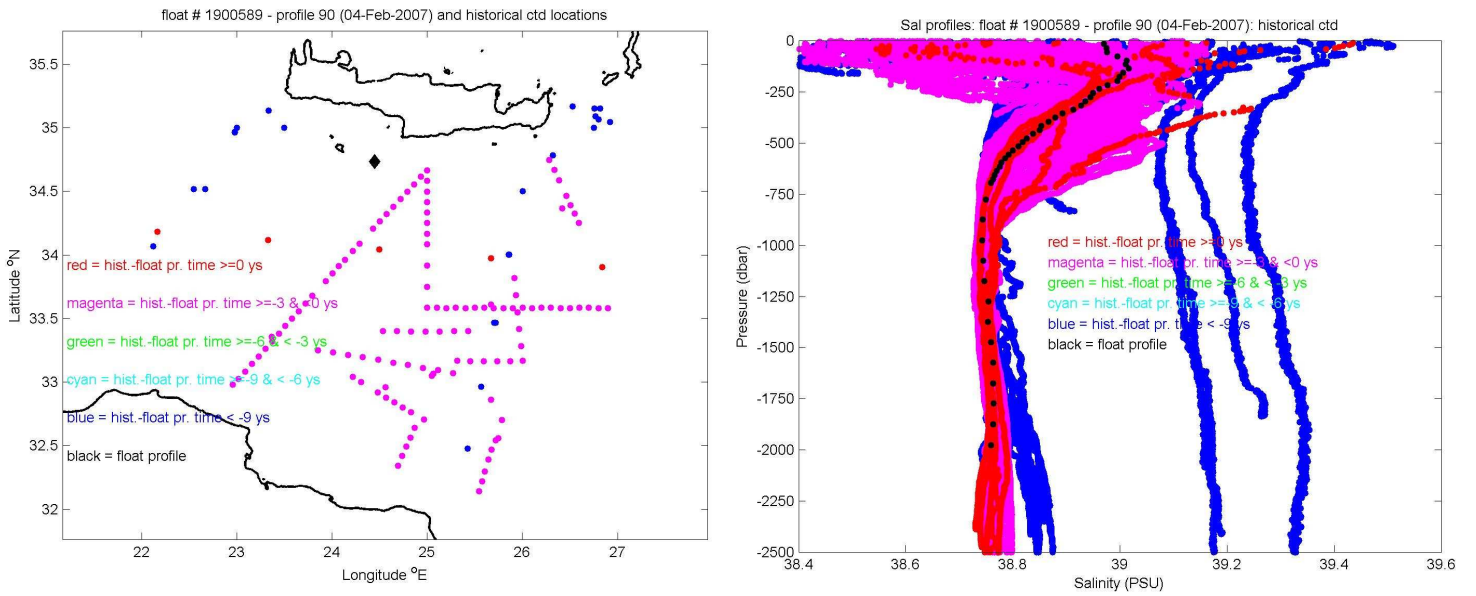 float # 1900589 - profile 90 (04-Feb-2007) and historical ctd locations
35.5
35
34.5
34
33.5
33
32.5
32
Latitude °N
red = hist.-float pr. time >=0 ys
magenta = hist.-float pr. time >=-3 & <0 ys
green = hist.-float pr. time >=-6 & < -3 ys
cyan = hist.-float pr. time >=-9 & < -6 ys
blue = hist.-float pr. time < -9 ys
black = float profile
22 23 24 25 26 27
Longitude °E
Sal profiles: float # 1900589 - profile 90 (04-Feb-2007): historical ctd
0
-250
-500
-750
-1000
-1250
-1500
-1750
-2000
-2250
-2500
Pressure (dbar)
red = hist.-float pr. time >=0 ys
magenta = hist.-float pr. time >=-3 & <0 ys
green = hist.-float pr. time >=-6 & < -3 ys
cyan = hist.-float pr. time >=-9 & < -6 ys
blue = hist.-float pr. time < -9 ys
black = float profile
38.4 38.6 38.8 39 39.2 39.4 39.6
Salinity (PSU)